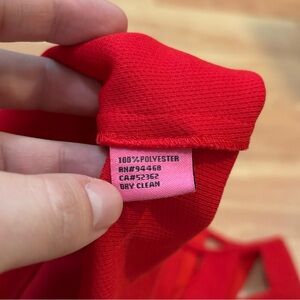 100% POLYESTER
RN#94468
CA#52362
DRY CLEAN